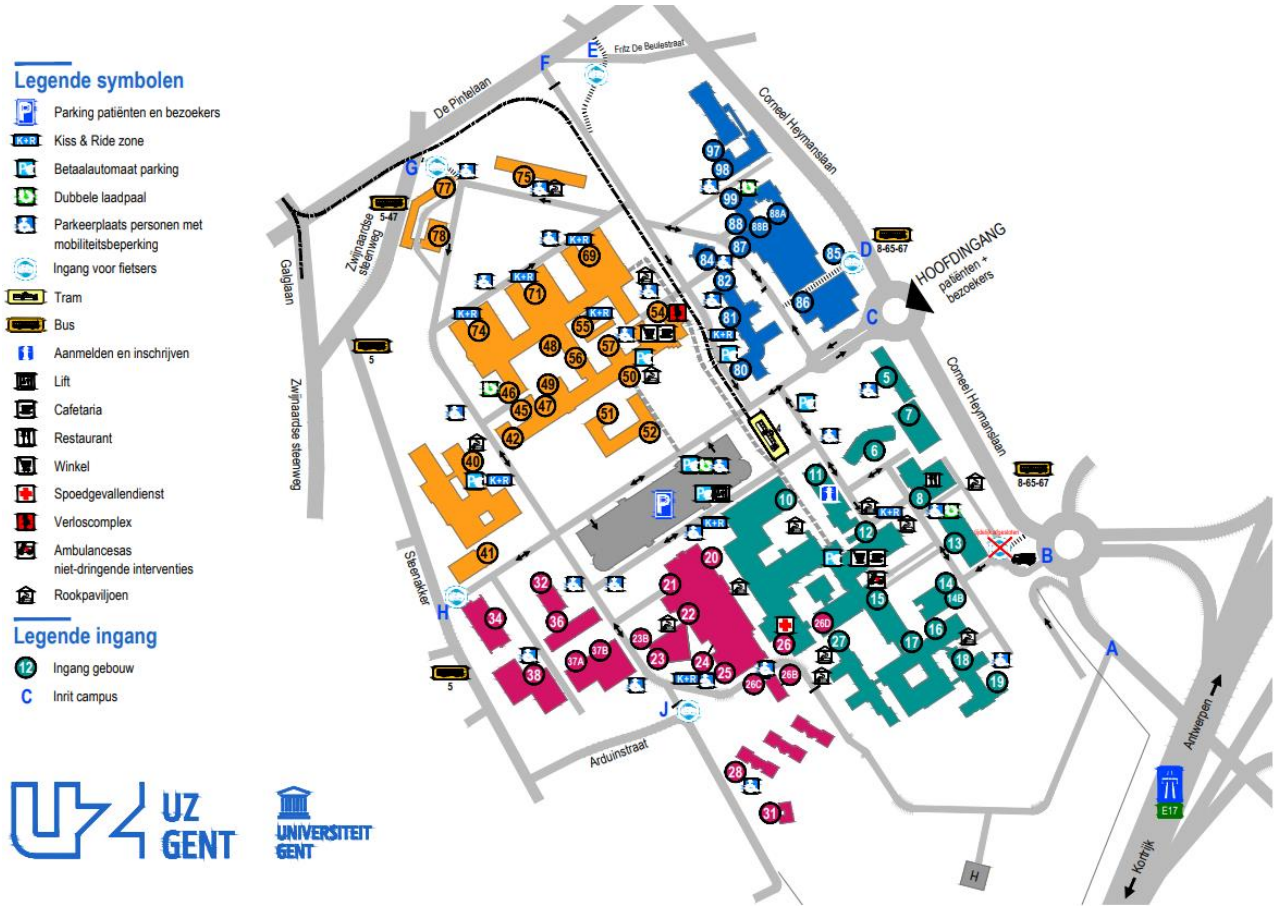 Legende symbolen
Parking patiënten en bezoekers
K+R Kiss & Ride zone
Betaalautomaat parking
Dubbele laadpaal
Parkeerplaats personen met
mobiliteitsbeperking
Ingang voor fietsers
Tram
Bus
Aanmelden en inschrijven
Lift
Cafetaria
Restaurant
Winkel
Spoedgevallendienst
Verloscomplex
Ambulancesas
niet-dringende interventies
Rookpaviljoen
Legende ingang
12 Ingang gebouw
C Inrit campus
UZ
GENT
UNIVERSITEIT
GENT
E
F
Fritz De Beulestraat
De Pintelaan
Corneel Heymanslaan
G
5-47
Zwijnaardse
steenweg
Galglaan
Zwijnaardse steenweg
5
Steenakker
H
5
77
75
78
K+R
69
K+R
71
K+R
74
K+R
55
54
48
57
56
50
49
46
45
47
51
42
52
40
K+R
41
97
98
99
88
88A
88B
87
84
85
82
86
81
K+R
80
D
8-65-67
HOOFDINGANG
patiënten +
bezoekers
C
Corneel Heymanslaan
8-65-67
B
A
4
5
7
6
8
11
10
K+R
12
13
14
14B
15
16
17
18
19
27
26D
26
26B
26C
P
K+R
20
21
22
23B
23
24
25
K+R
32
34
36
37A
37B
38
J
Arduinstraat
28
31
H
Antwerpen
E17
Kortrijk